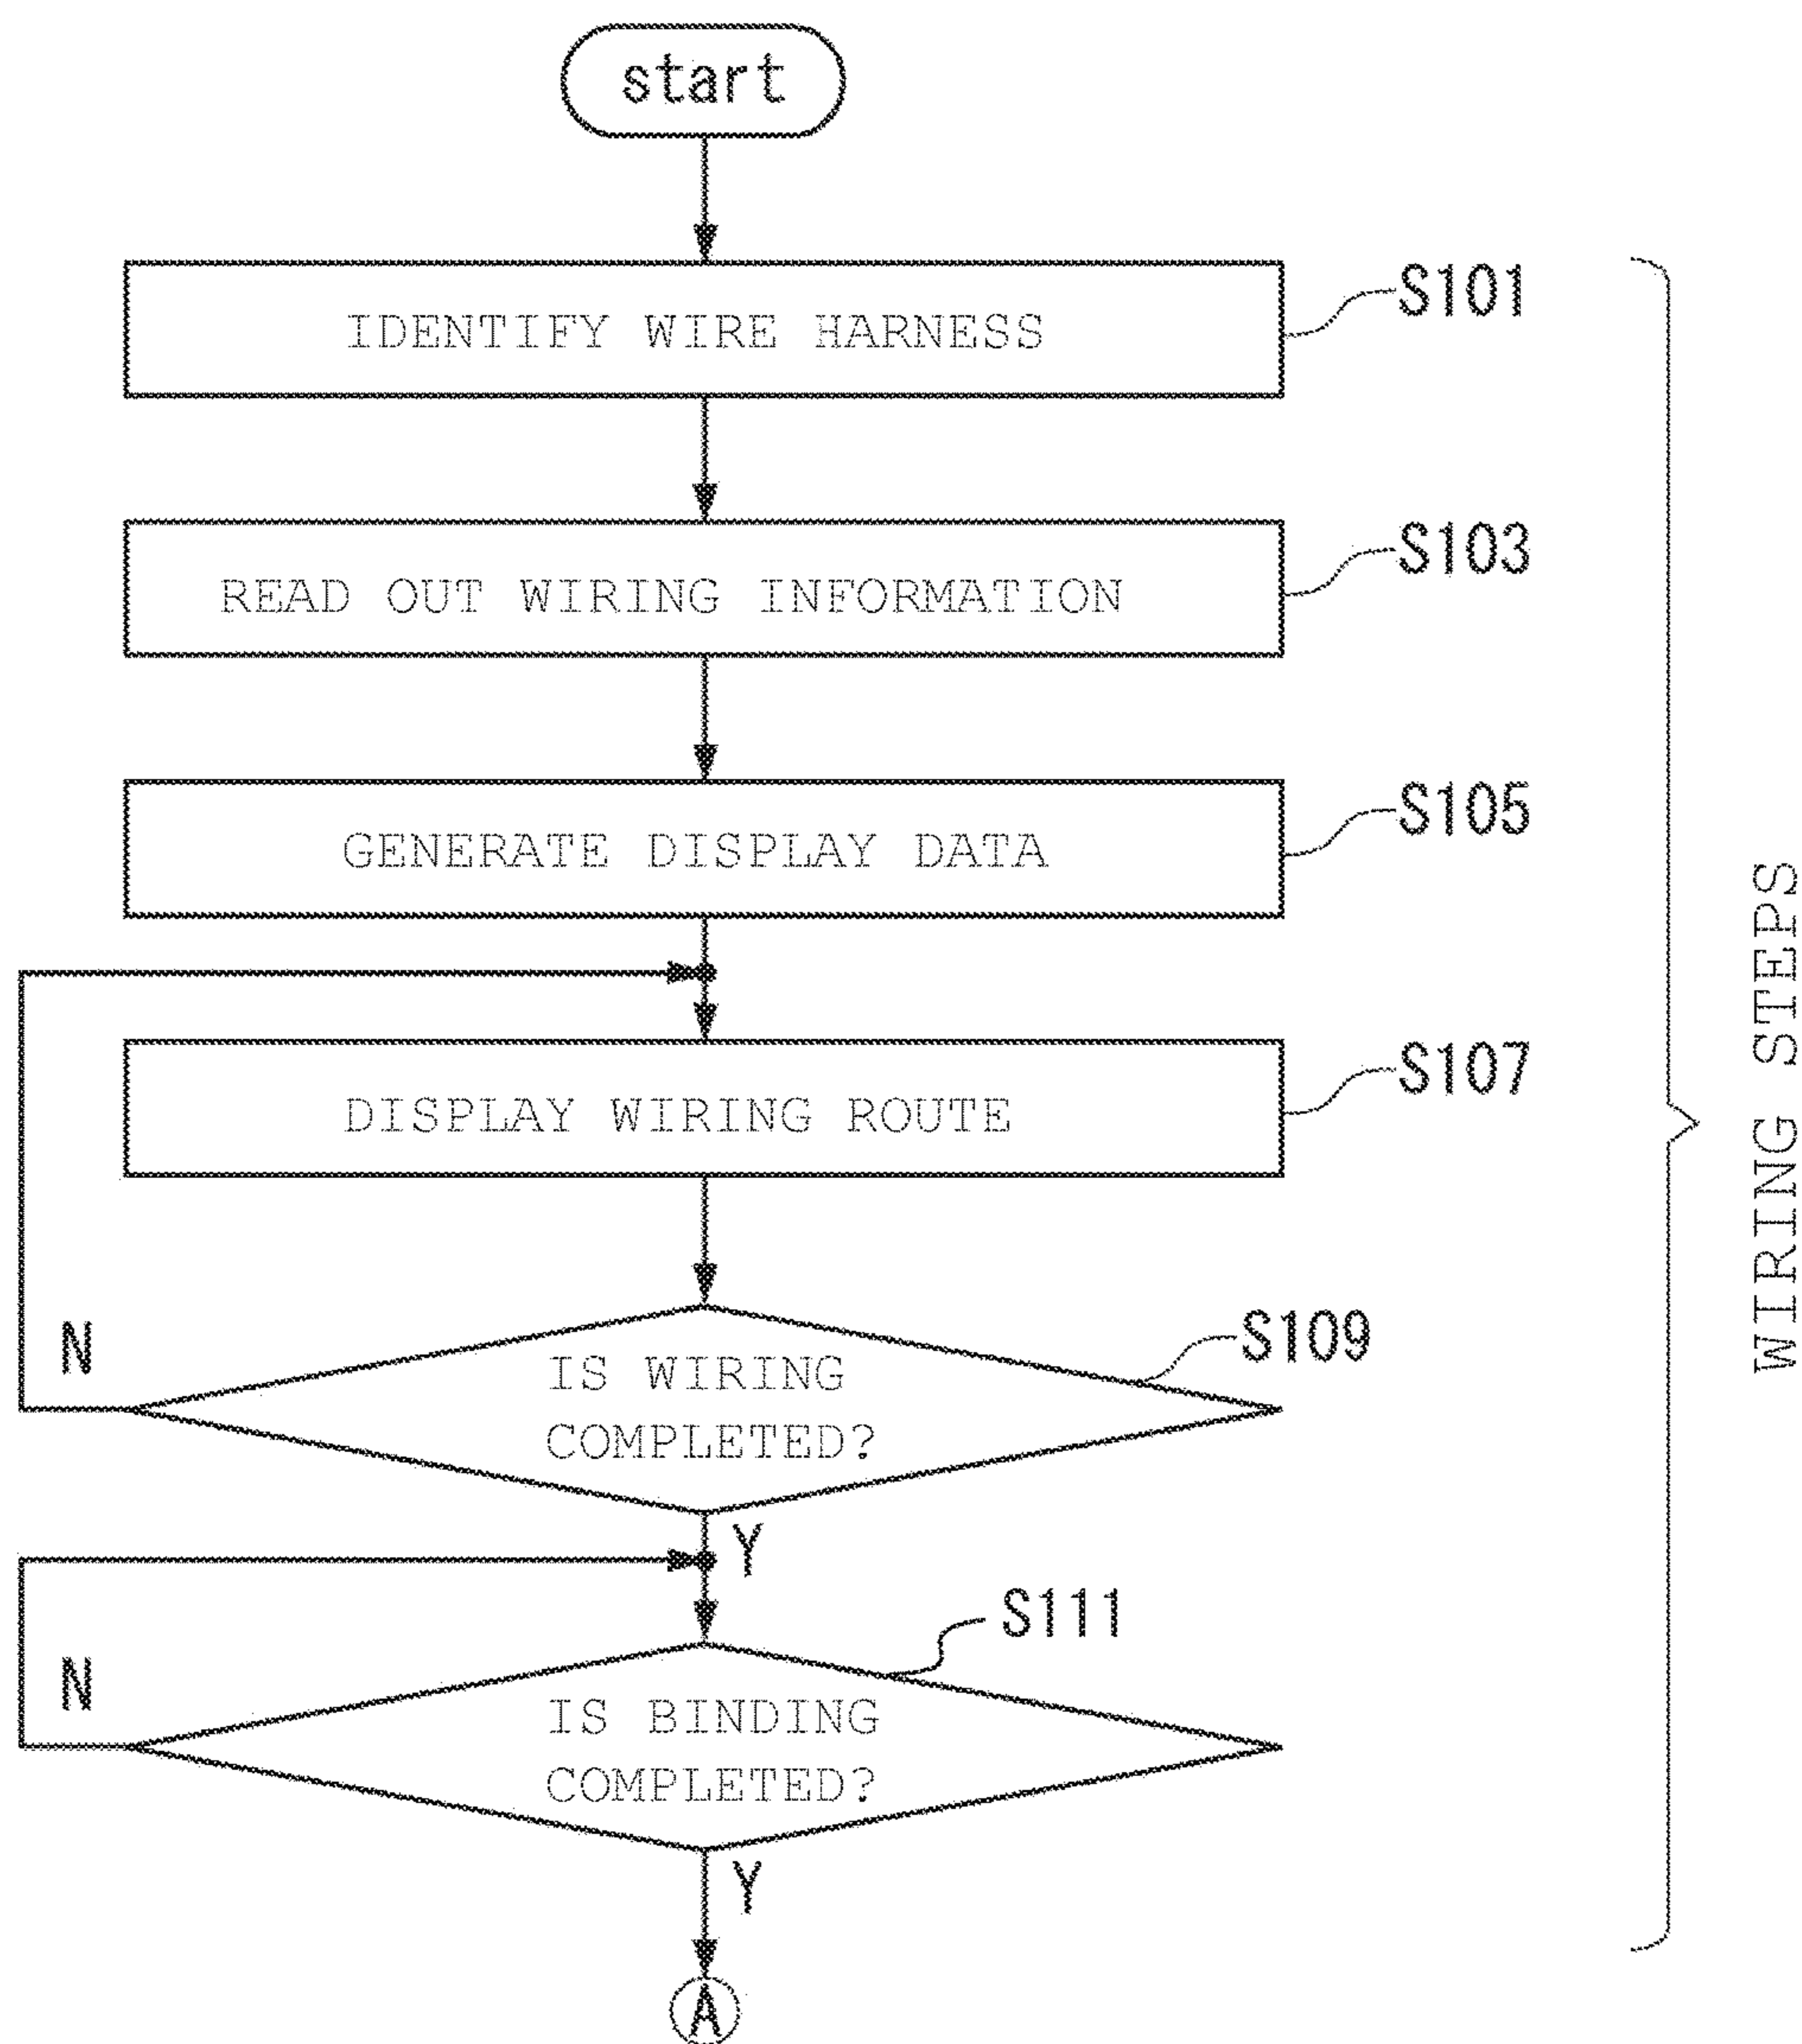 start
IDENTIFY WIRE HARNESS
S101
READ OUT WIRING INFORMATION
S103
GENERATE DISPLAY DATA
S105
DISPLAY WIRING ROUTE
S107
IS WIRING
COMPLETED?
S109
N
Y
IS BINDING
COMPLETED?
S111
N
Y
A
WIRING STEPS